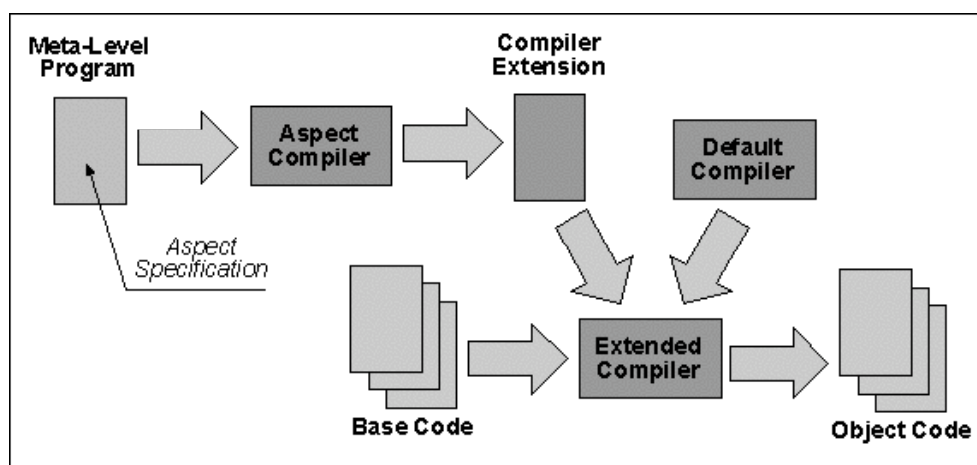 Meta-Level
Program
Compiler
Extension
Aspect
Compiler
Default
Compiler
Aspect
Specification
Extended
Compiler
Base Code
Object Code